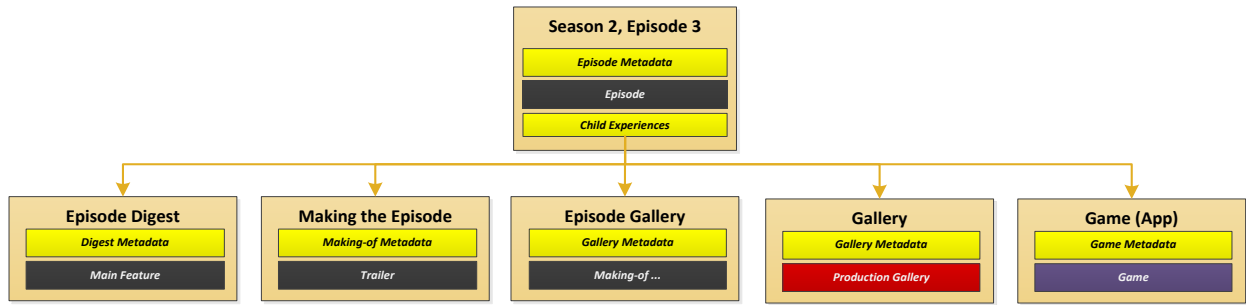 Season 2, Episode 3
Episode Metadata
Episode
Child Experiences
Episode Digest
Digest Metadata
Main Feature
Making the Episode
Making-of Metadata
Trailer
Episode Gallery
Gallery Metadata
Making-of ...
Gallery
Gallery Metadata
Production Gallery
Game (App)
Game Metadata
Game